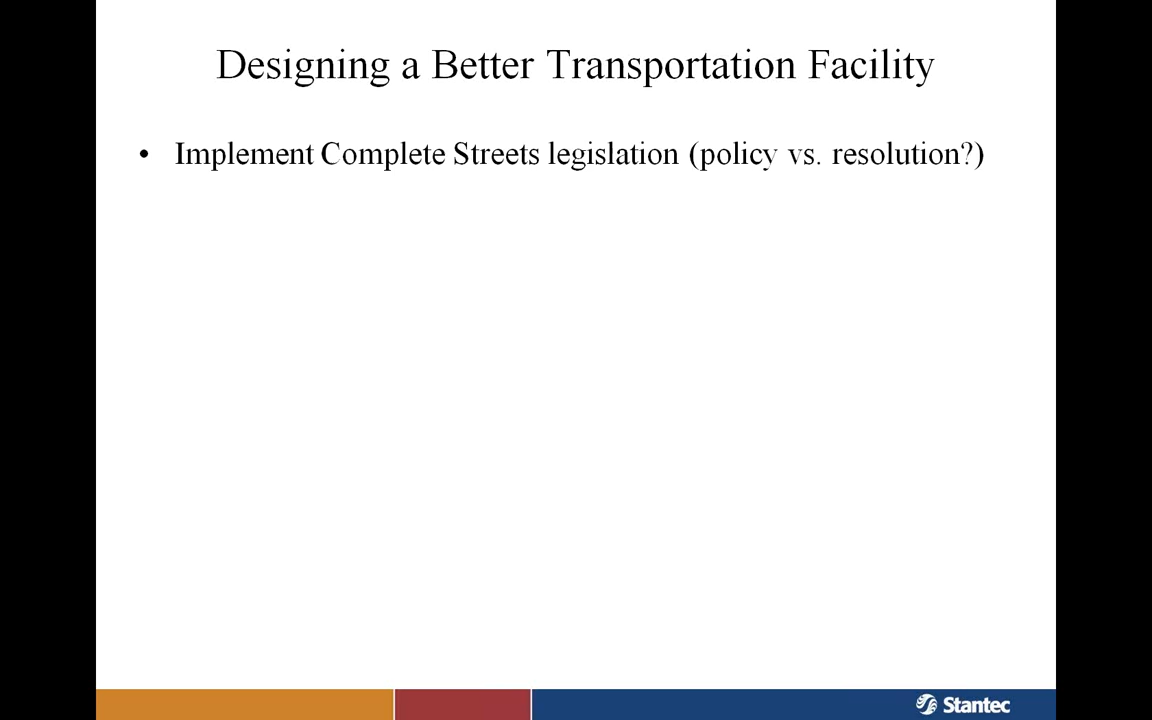 Designing a Better Transportation Facility
• Implement Complete Streets legislation (policy vs. resolution?)
Stantec